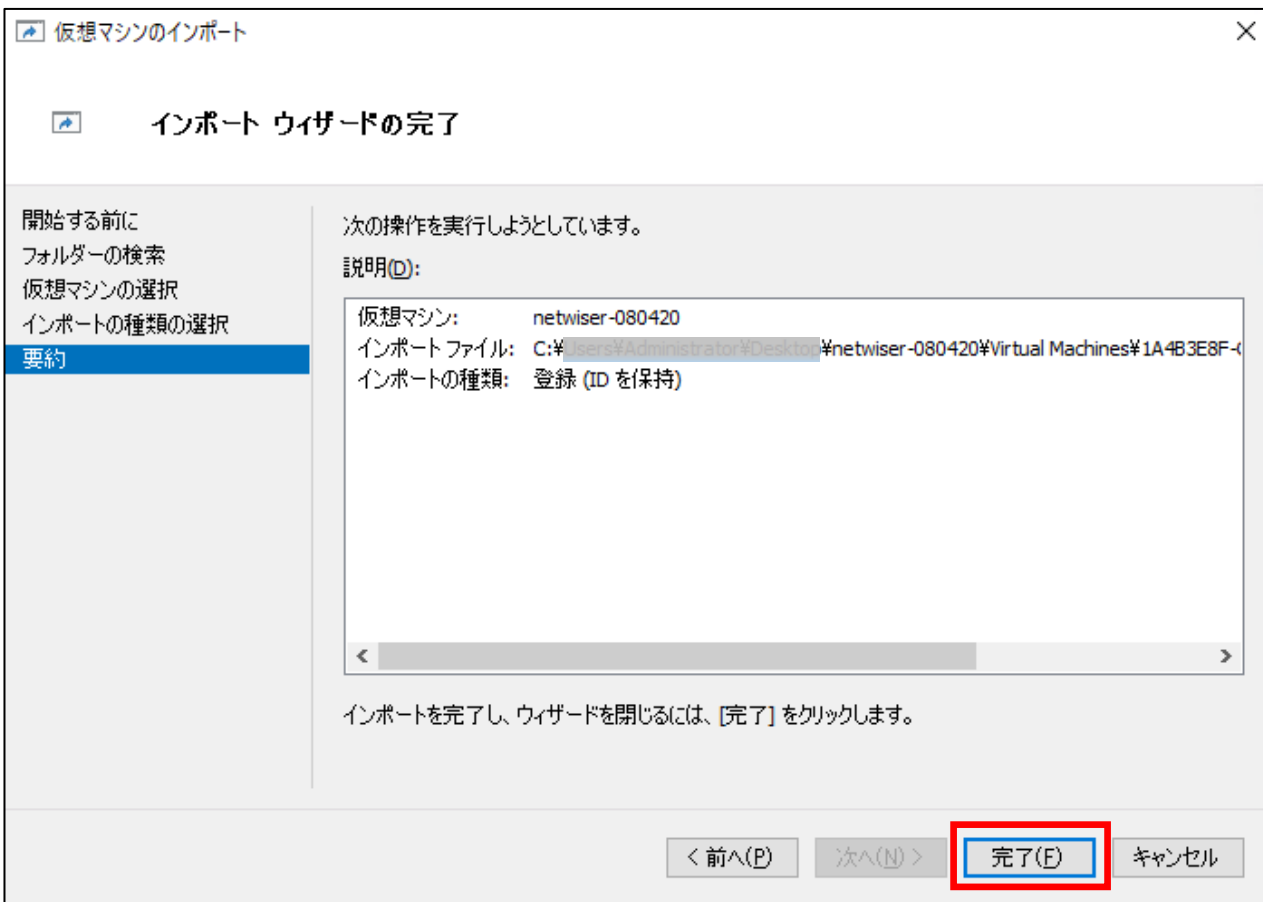 仮想マシンのインポート
インポート ウィザードの完了
開始する前に
フォルダーの検索
仮想マシンの選択
インポートの種類の選択
要約
次の操作を実行しようとしています。
説明(D):
仮想マシン: netwiser-080420
インポート ファイル: C:¥Users¥Administrator¥Desktop¥netwiser-080420¥Virtual Machines¥1A4B3E8F-
インポートの種類: 登録 (ID を保持)
インポートを完了し、ウィザードを閉じるには、[完了] をクリックします。
< 前へ(P)
次へ(N) >
完了(F)
キャンセル